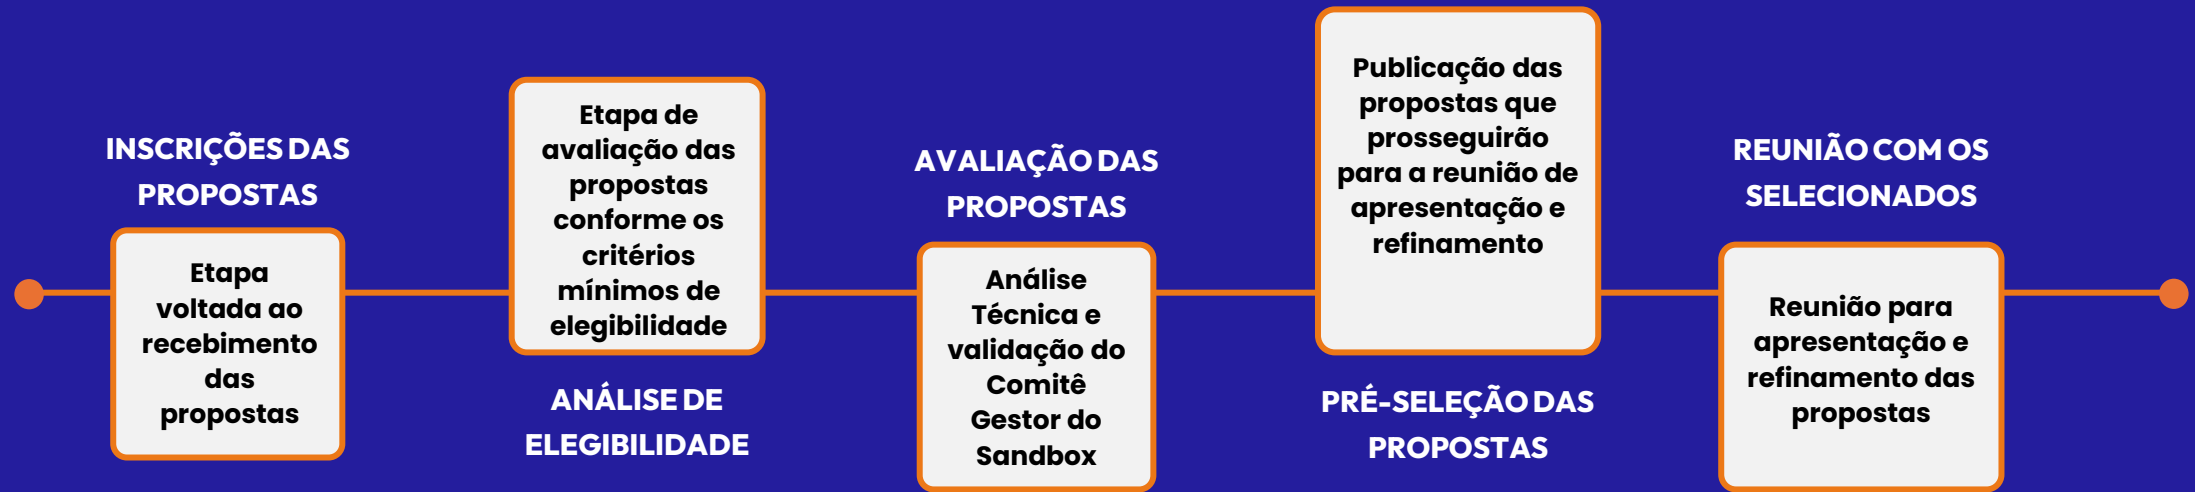 INSCRIÇÕES DAS
PROPOSTAS
Etapa
voltada ao
recebimento
das
propostas
Etapa de
avaliação das
propostas
conforme os
critérios
mínimos de
elegibilidade
ANÁLISE DE
ELEGIBILIDADE
AVALIAÇÃO DAS
PROPOSTAS
Análise
Técnica e
validação do
Comitê
Gestor do
Sandbox
Publicação das
propostas que
prosseguirão
para a reunião de
apresentação e
refinamento
PRÉ-SELEÇÃO DAS
PROPOSTAS
REUNIÃO COM OS
SELECIONADOS
Reunião para
apresentação e
refinamento das
propostas